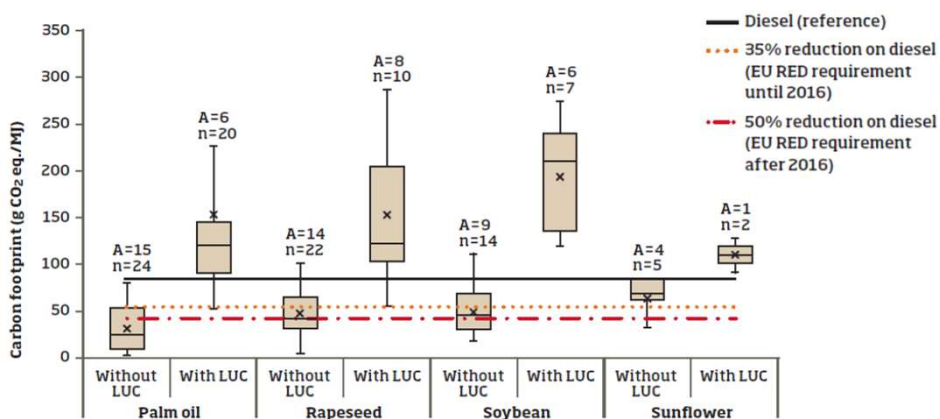 Carbon footprint (g CO₂ eq./MJ)
350
300
250
200
150
100
50
0
A=15
n=24
A=6
n=20
A=14
n=22
A=8
n=10
A=9
n=14
A=6
n=7
A=4
n=5
A=1
n=2
Without
LUC
With LUC
Without
LUC
With LUC
Without
LUC
With LUC
Without
LUC
With LUC
Palm oil
Rapeseed
Soybean
Sunflower
Diesel (reference)
35% reduction on diesel
(EU RED requirement
until 2016)
50% reduction on diesel
(EU RED requirement
after 2016)